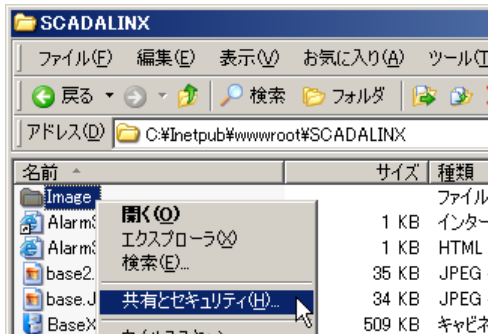 SCADALINX
ファイル(F) 編集(E) 表示(V) お気に入り(A) ツール(T
戻る 検索 フォルダ
アドレス(D) C:¥Inetpub¥wwwroot¥SCADALINX
名前 サイズ 種類
Image ファイル
AlarmS 1 KB インター
AlarmS 1 KB HTML
base2. 35 KB JPEG
base.J 34 KB JPEG
BaseX 509 KB キャビネ
開く(O)
エクスプローラ(X)
検索(E)...
共有とセキュリティ(H)...